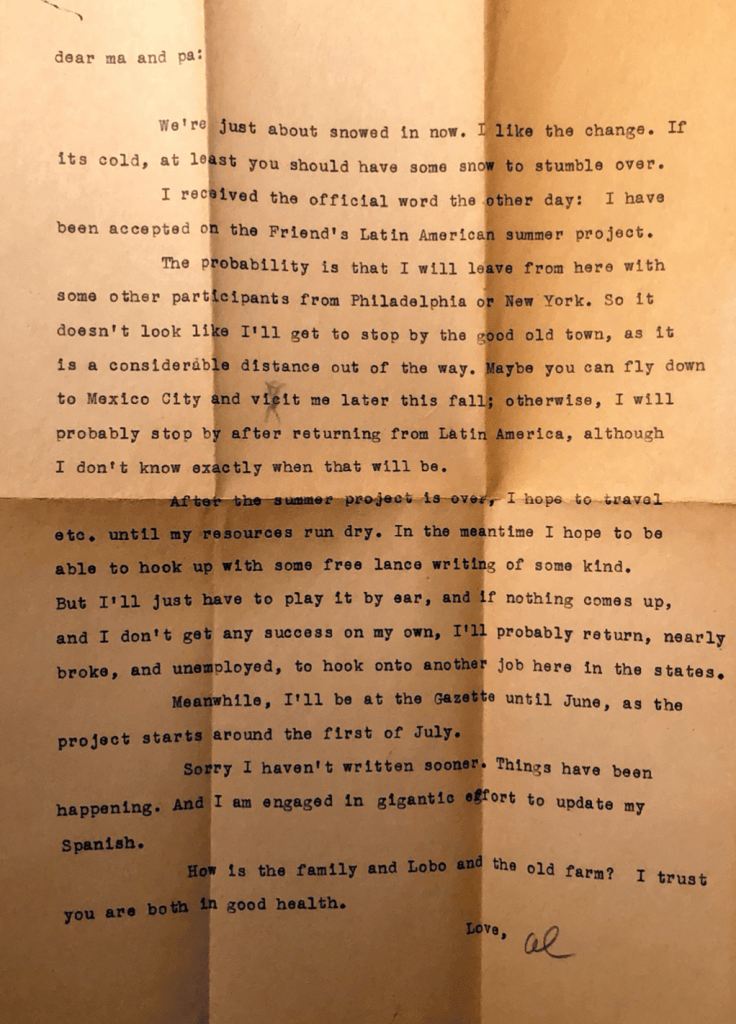 dear ma and pa:
We're just about snowed in now. I like the change. If
its cold, at least you should have some snow to stumble over.
I received the official word the other day: I have
been accepted on the Friend's Latin American summer project.
The probability is that I will leave from here with
some other participants from Philadelphia or New York. So it
doesn't look like I'll get to stop by the good old town, as it
is a considerable distance out of the way. Maybe you can fly down
to Mexico City and visit me later this fall; otherwise, I will
probably stop by after returning from Latin America, although
I don't know exactly when that will be.
After the summer project is over, I hope to travel
etc. until my resources run dry. In the meantime I hope to be
able to hook up with some free lance writing of some kind.
But I'll just have to play it by ear, and if nothing comes up,
and I don't get any success on my own, I'll probably return, nearly
broke, and unemployed, to hook onto another job here in the states.
Meanwhile, I'll be at the Gazette until June, as the
project starts around the first of July.
Sorry I haven't written sooner. Things have been
happening. And I am engaged in gigantic effort to update my
Spanish.
How is the family and Lobo and the old farm? I trust
you are both in good health.
Love, al